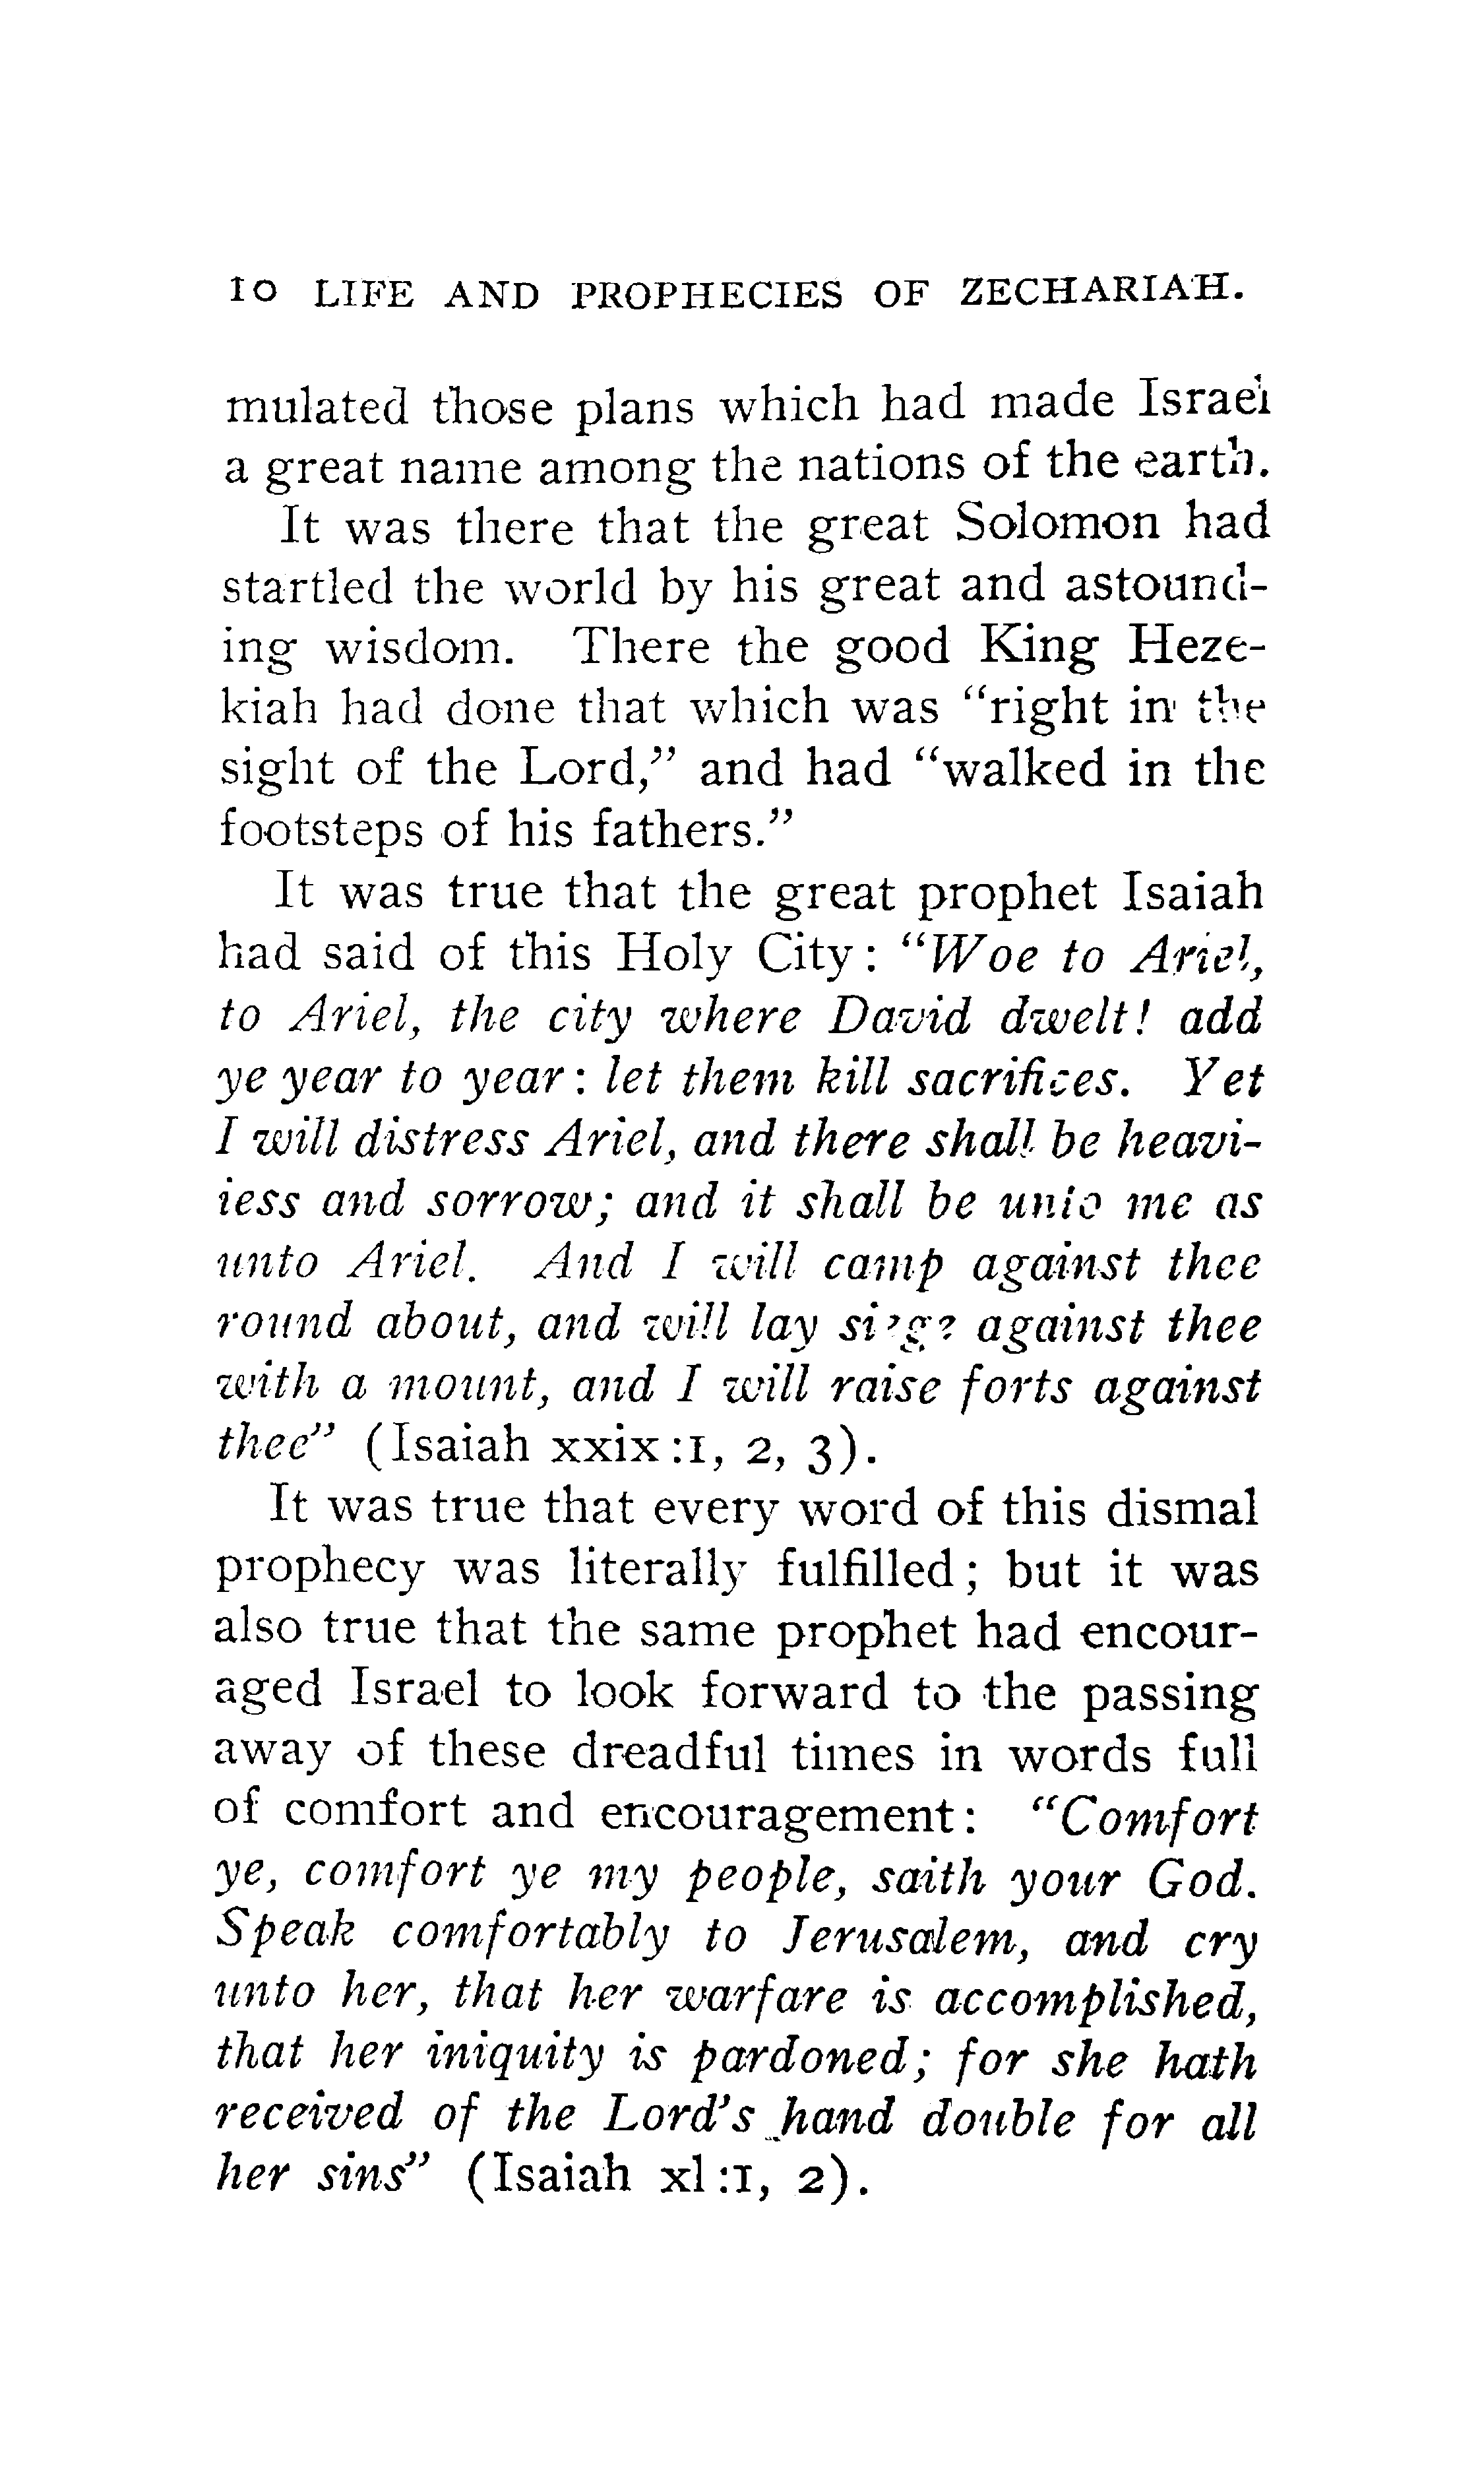 10 LIFE AND PROPHECIES OF ZECHARIAH.
mulated those plans which had made Israel
a great name among the nations of the earth.
It was there that the great Solomon had
startled the world by his great and astound-
ing wisdom. There the good King Heze-
kiah had done that which was "right in the
sight of the Lord," and had "walked in the
footsteps of his fathers."
It was true that the great prophet Isaiah
had said of this Holy City: "Woe to Ariel,
to Ariel, the city where David dwelt! add
ye year to year: let them kill sacrifices. Yet
I will distress Ariel, and there shall be heavi-
iess and sorrow; and it shall be unto me as
unto Ariel. And I will camp against thee
round about, and will lay siege against thee
with a mount, and I will raise forts against
thee" (Isaiah xxix:1, 2, 3).
It was true that every word of this dismal
prophecy was literally fulfilled; but it was
also true that the same prophet had encour-
aged Israel to look forward to the passing
away of these dreadful times in words full
of comfort and encouragement: "Comfort
ye, comfort ye my people, saith your God.
Speak comfortably to Jerusalem, and cry
unto her, that her warfare is accomplished,
that her iniquity is pardoned; for she hath
received of the Lord's hand double for all
her sins" (Isaiah xl:1, 2).